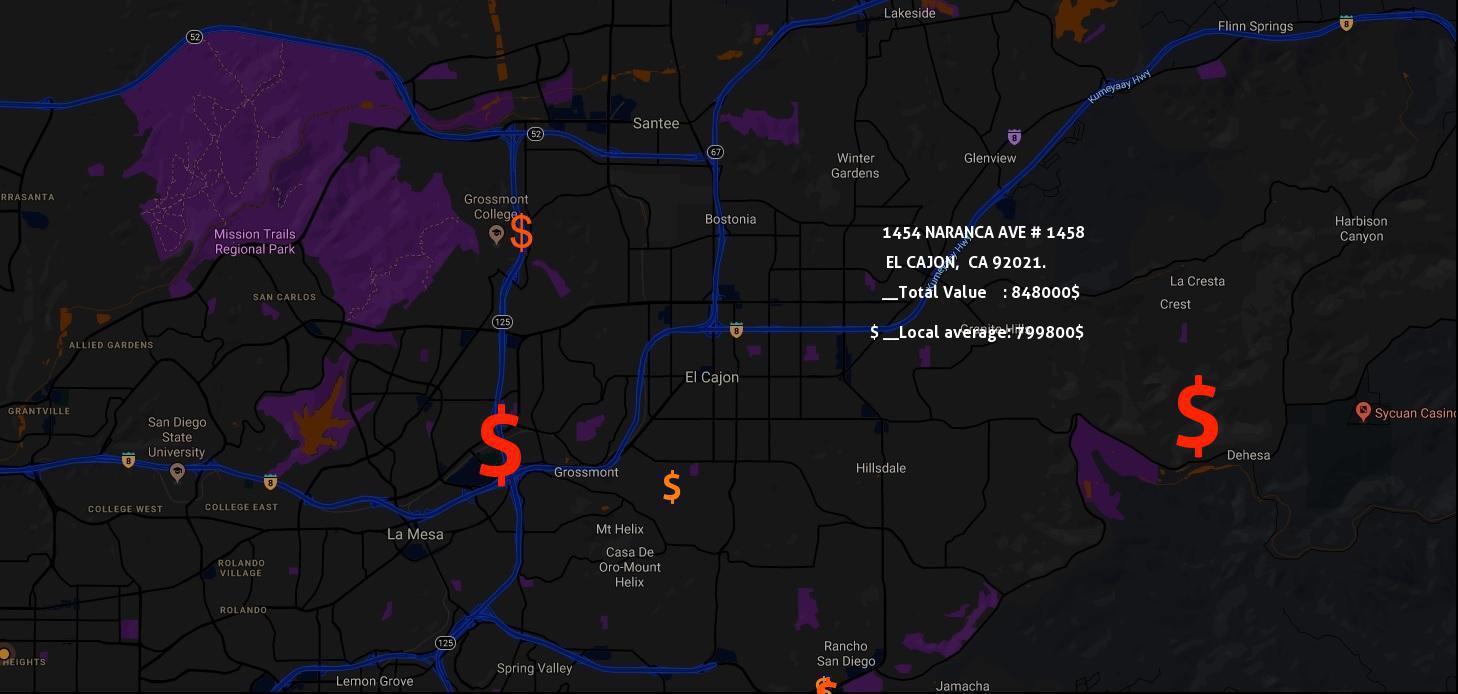 Lakeside
Flinn Springs
8
52
Kumeyaay Hwy
Santee
52
67
8
Winter
Gardens
Glenview
RRASANTA
Grossmont
College
$
Bostonia
Mission Trails
Regional Park
Harbison
Canyon
1454 NARANCA AVE # 1458
EL CAJON,  CA 92021.
__Total Value    : 848000$
$ __Local average: 799800$
Kumeyaay Hwy
La Cresta
Crest
SAN CARLOS
125
8
Granite Hills
ALLIED GARDENS
El Cajon
GRANTVILLE
San Diego
State
University
$
$
Sycuan Casino
8
8
Grossmont
$
Hillsdale
Dehesa
COLLEGE WEST
COLLEGE EAST
La Mesa
Mt Helix
Casa De
Oro-Mount
Helix
ROLANDO
VILLAGE
ROLANDO
125
HEIGHTS
Lemon Grove
Spring Valley
Rancho
San Diego
$
Jamacha